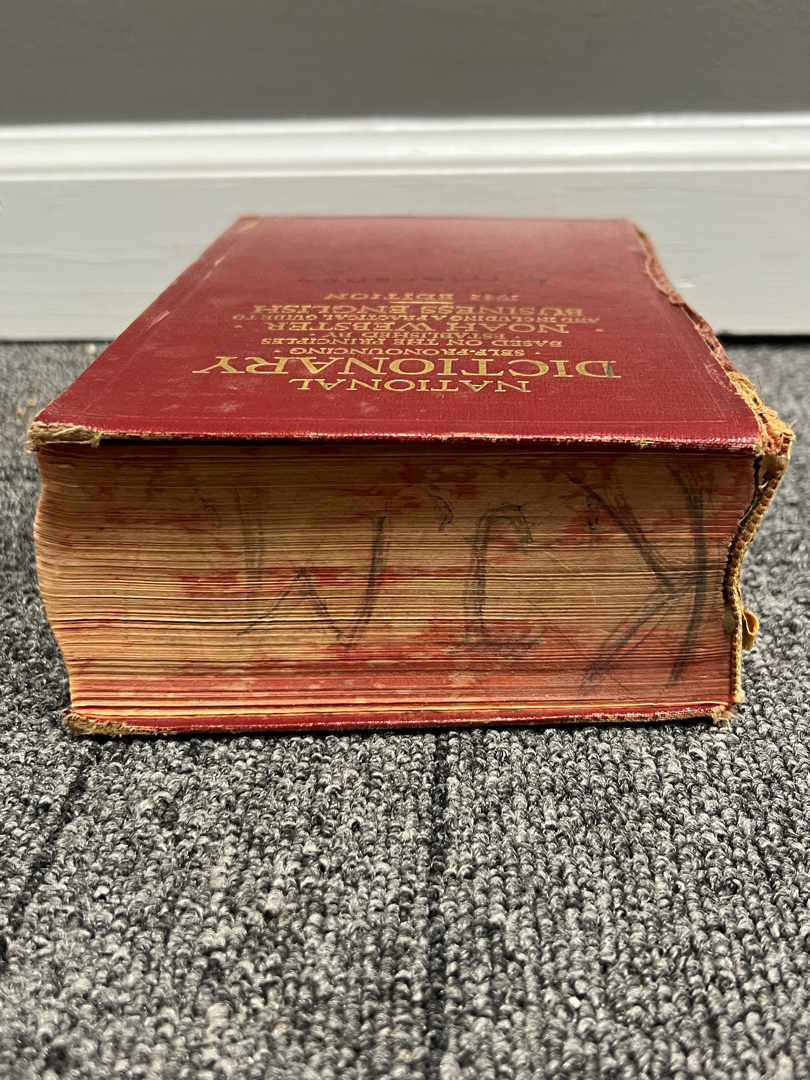 NATIONAL
DICTIONARY
· SELF-PRONOUNCING ·
BASED ON THE PRINCIPLES
ESTABLISHED BY
· NOAH WEBSTER ·
AND INCLUDING A PRACTICAL GUIDE TO
BUSINESS ENGLISH
EDITION
K.J.M